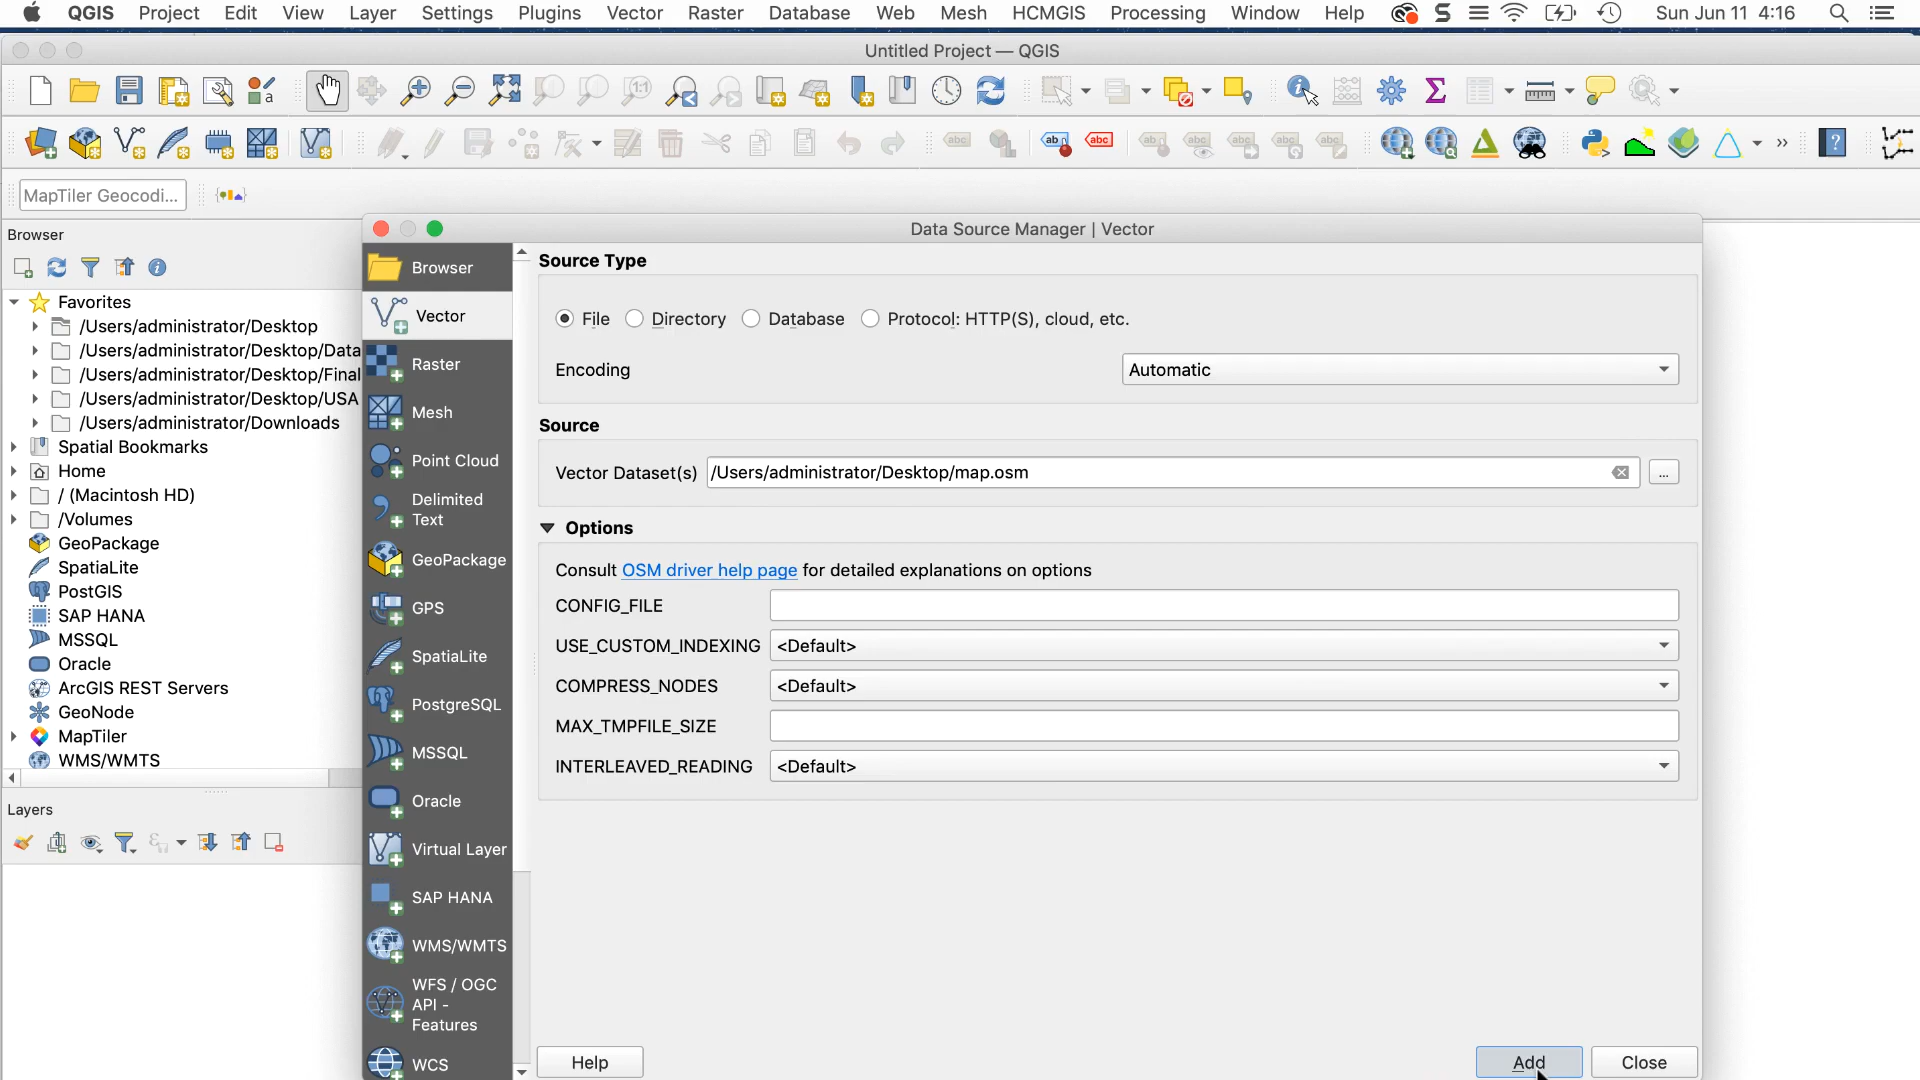 QGIS Project Edit View Layer Settings Plugins Vector Raster Database Web Mesh HCMGIS Processing Window Help Sun Jun 11 4:16
Untitled Project — QGIS
MapTiler Geocodi...
Browser
Favorites
/Users/administrator/Desktop
/Users/administrator/Desktop/Data
/Users/administrator/Desktop/Final
/Users/administrator/Desktop/USA
/Users/administrator/Downloads
Spatial Bookmarks
Home
/ (Macintosh HD)
/Volumes
GeoPackage
SpatiaLite
PostGIS
SAP HANA
MSSQL
Oracle
ArcGIS REST Servers
GeoNode
MapTiler
WMS/WMTS
Layers
Data Source Manager | Vector
Browser
Vector
Raster
Mesh
Point Cloud
Delimited
Text
GeoPackage
GPS
SpatiaLite
PostgreSQL
MSSQL
Oracle
Virtual Layer
SAP HANA
WMS/WMTS
WFS / OGC
API -
Features
WCS
Source Type
File Directory Database Protocol: HTTP(S), cloud, etc.
Encoding Automatic
Source
Vector Dataset(s) /Users/administrator/Desktop/map.osm ...
Options
Consult OSM driver help page for detailed explanations on options
CONFIG_FILE
USE_CUSTOM_INDEXING <Default>
COMPRESS_NODES <Default>
MAX_TMPFILE_SIZE
INTERLEAVED_READING <Default>
Help Add Close